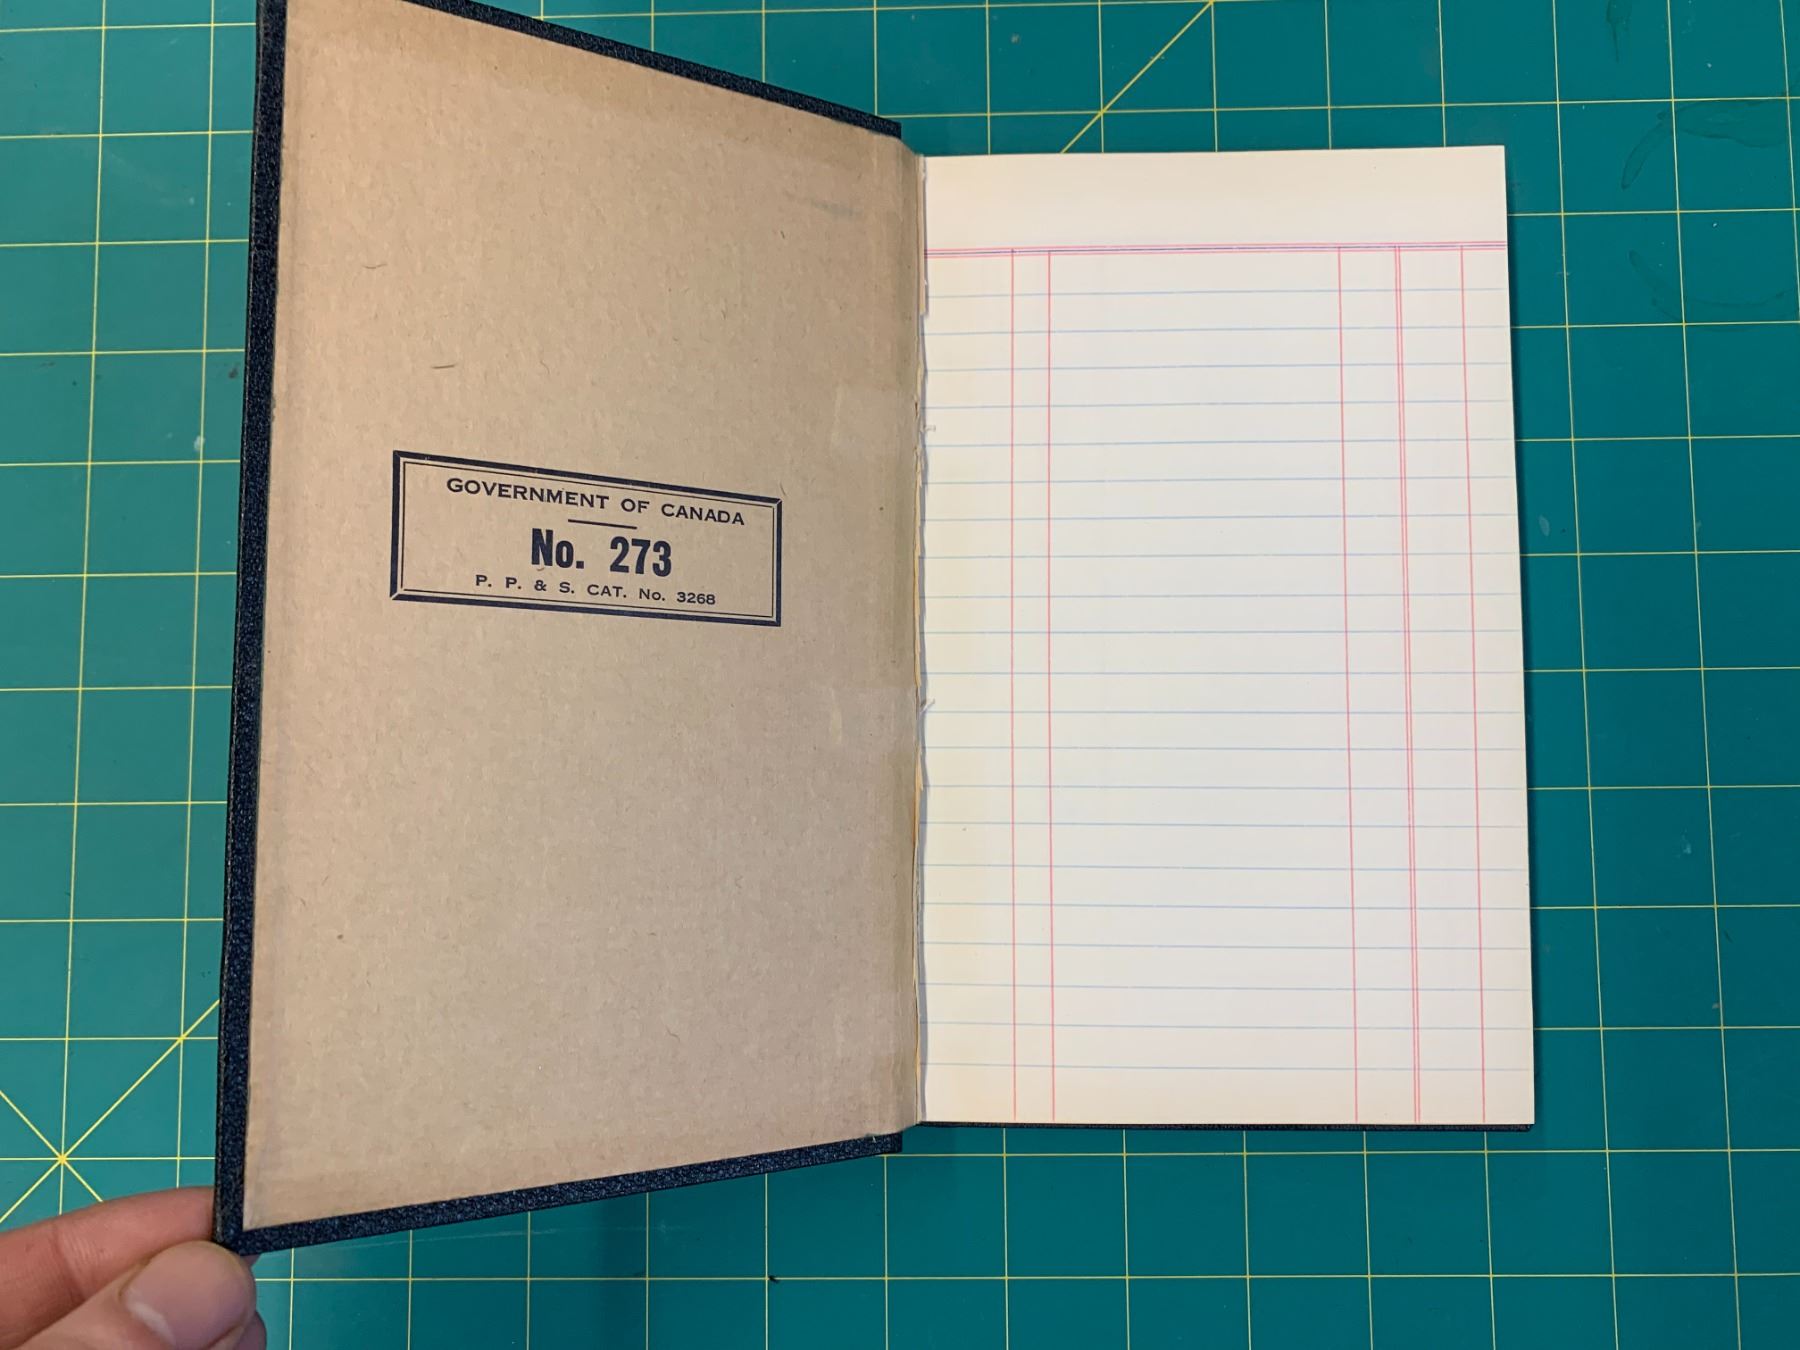 GOVERNMENT OF CANADA
No. 273
P. P. & S. CAT. No. 3268